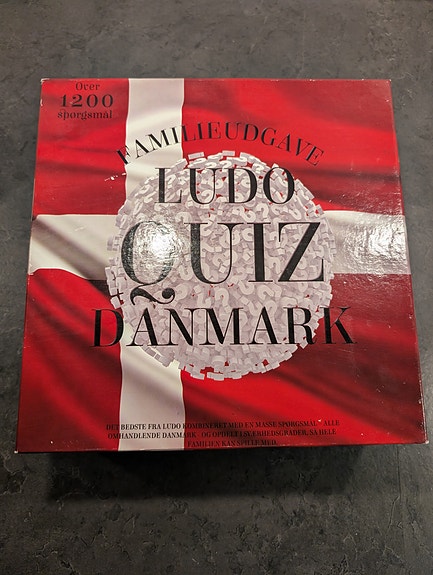 Over
1200
spørgsmål
FAMILIEUDGAVE
LUDO
QUIZ
DANMARK
DET BEDSTE FRA LUDO KOMBINERET MED EN MASSE SPØRGSMÅL - ALLE
OMHANDLENDE DANMARK - OG OPDELT I SVÆRHEDSGRADER, SÅ HELE
FAMILIEN KAN SPILLE MED.